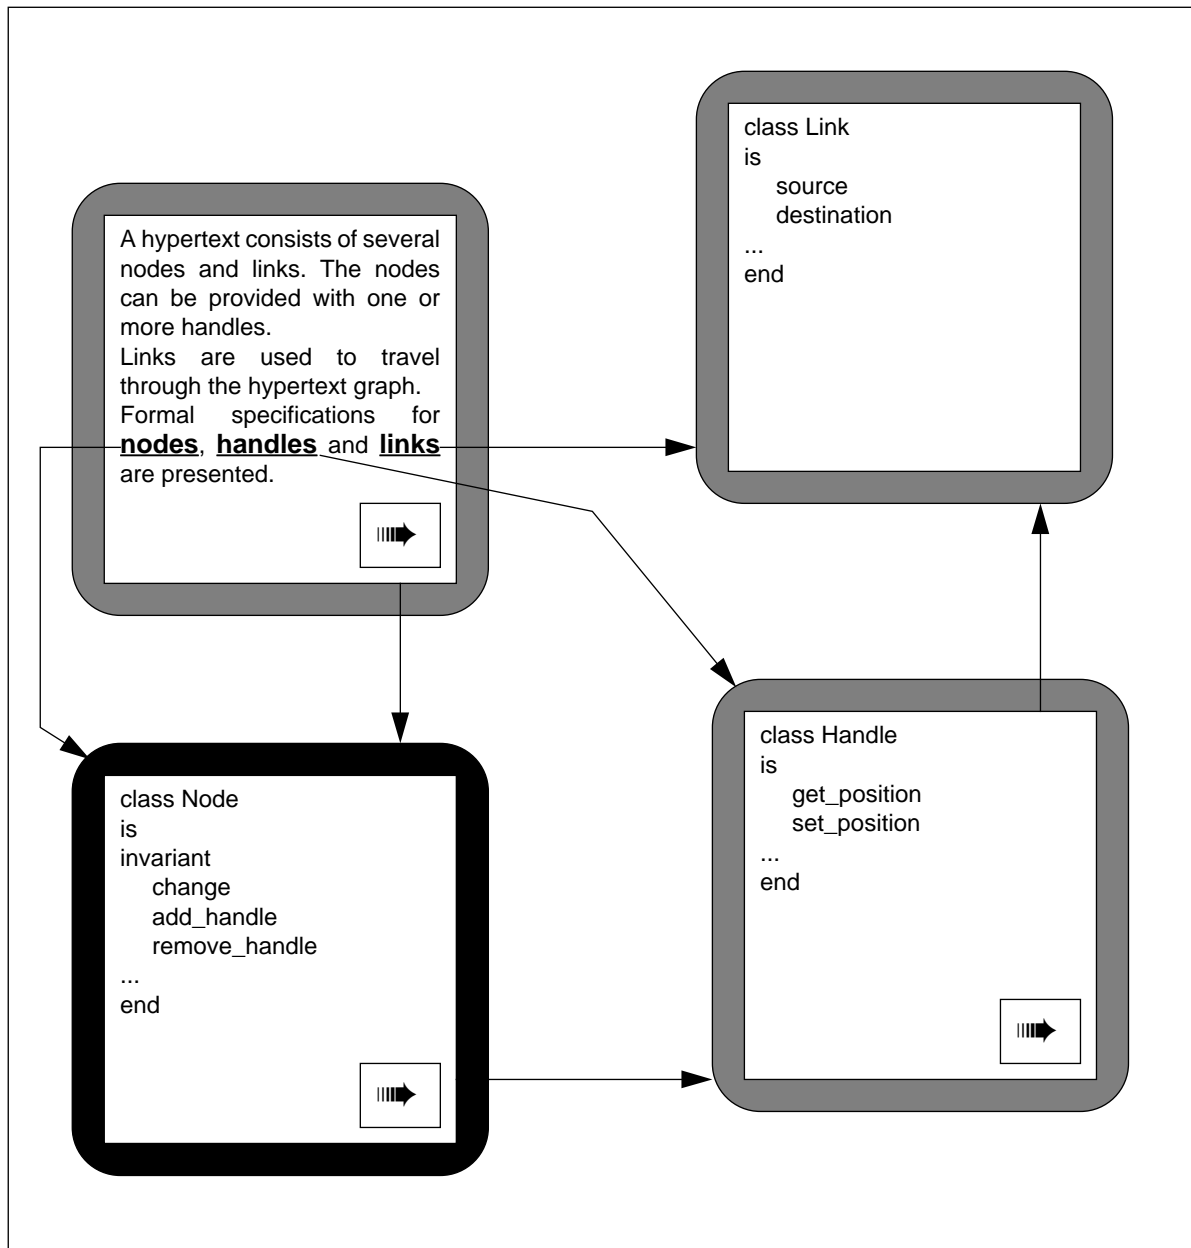 A hypertext consists of several
nodes and links. The nodes
can be provided with one or
more handles.
Links are used to travel
through the hypertext graph.
Formal specifications for
nodes, handles and links
are presented.
class Link
is
source
destination
...
end
class Node
is
invariant
change
add_handle
remove_handle
...
end
class Handle
is
get_position
set_position
...
end